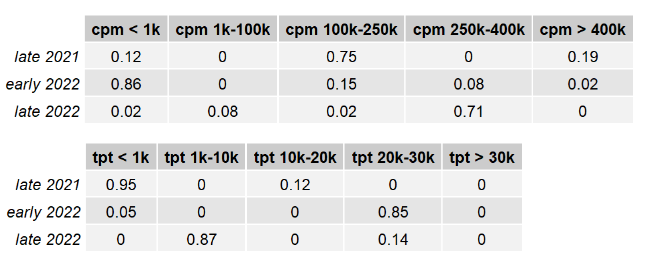 cpm < 1k cpm 1k-100k cpm 100k-250k cpm 250k-400k cpm > 400k
late 2021 0.12 0 0.75 0 0.19
early 2022 0.86 0 0.15 0.08 0.02
late 2022 0.02 0.08 0.02 0.71 0
tpt < 1k tpt 1k-10k tpt 10k-20k tpt 20k-30k tpt > 30k
late 2021 0.95 0 0.12 0 0
early 2022 0.05 0 0 0.85 0
late 2022 0 0.87 0 0.14 0